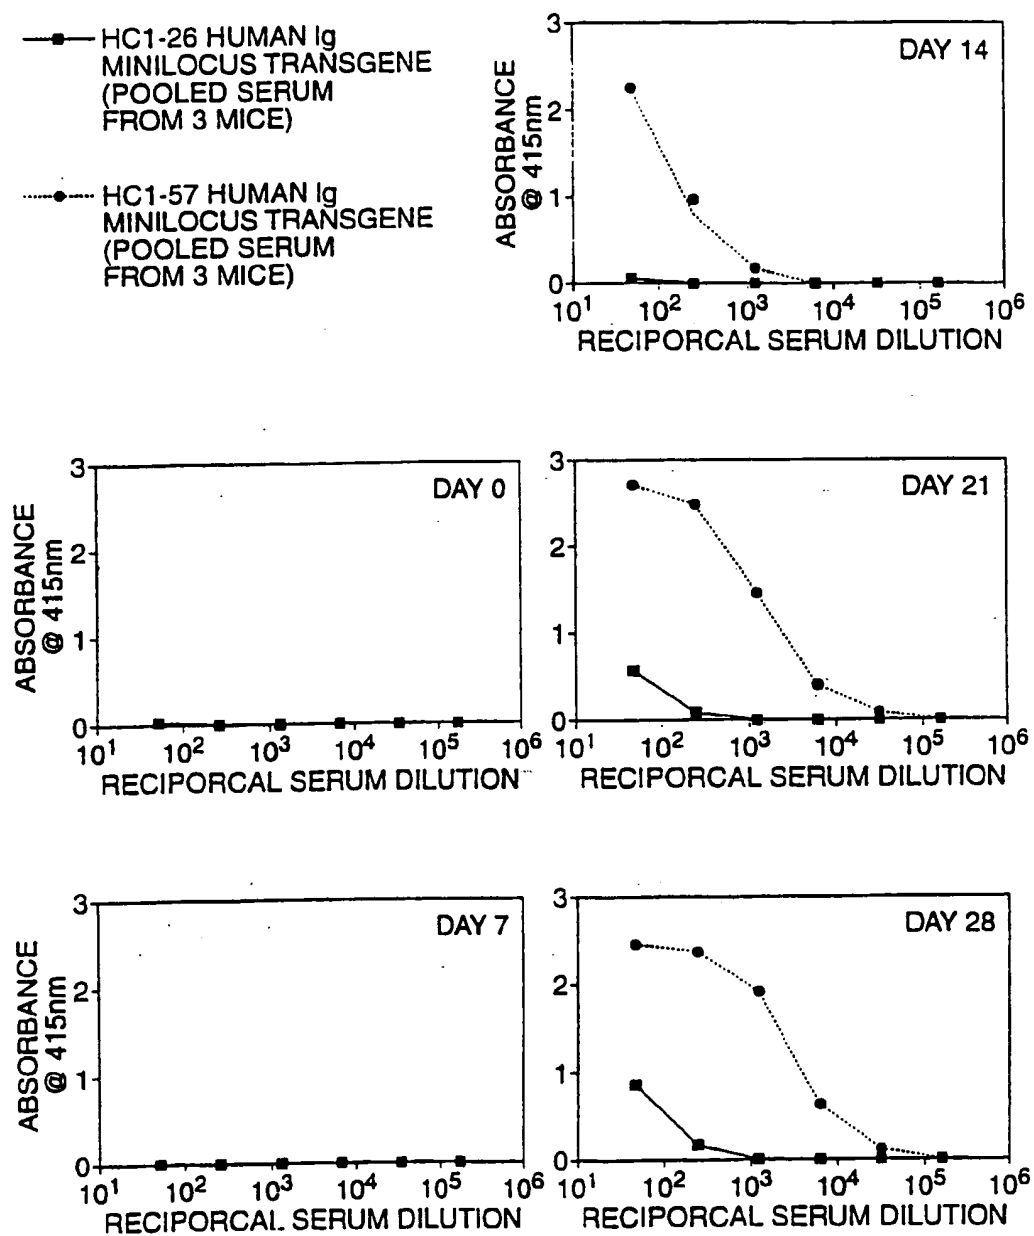 HC1-26 HUMAN Ig
MINILOCUS TRANSGENE
(POOLED SERUM
FROM 3 MICE)
HC1-57 HUMAN Ig
MINILOCUS TRANSGENE
(POOLED SERUM
FROM 3 MICE)
DAY 14
3
2
1
0
ABSORBANCE
@ 415nm
10¹ 10² 10³ 10⁴ 10⁵ 10⁶
RECIPORCAL SERUM DILUTION
DAY 0
3
2
1
0
ABSORBANCE
@ 415nm
10¹ 10² 10³ 10⁴ 10⁵ 10⁶
RECIPORCAL SERUM DILUTION
DAY 21
3
2
1
0
10¹ 10² 10³ 10⁴ 10⁵ 10⁶
RECIPORCAL SERUM DILUTION
DAY 7
3
2
1
0
ABSORBANCE
@ 415nm
10¹ 10² 10³ 10⁴ 10⁵ 10⁶
RECIPORCAL SERUM DILUTION
DAY 28
3
2
1
0
10¹ 10² 10³ 10⁴ 10⁵ 10⁶
RECIPORCAL SERUM DILUTION